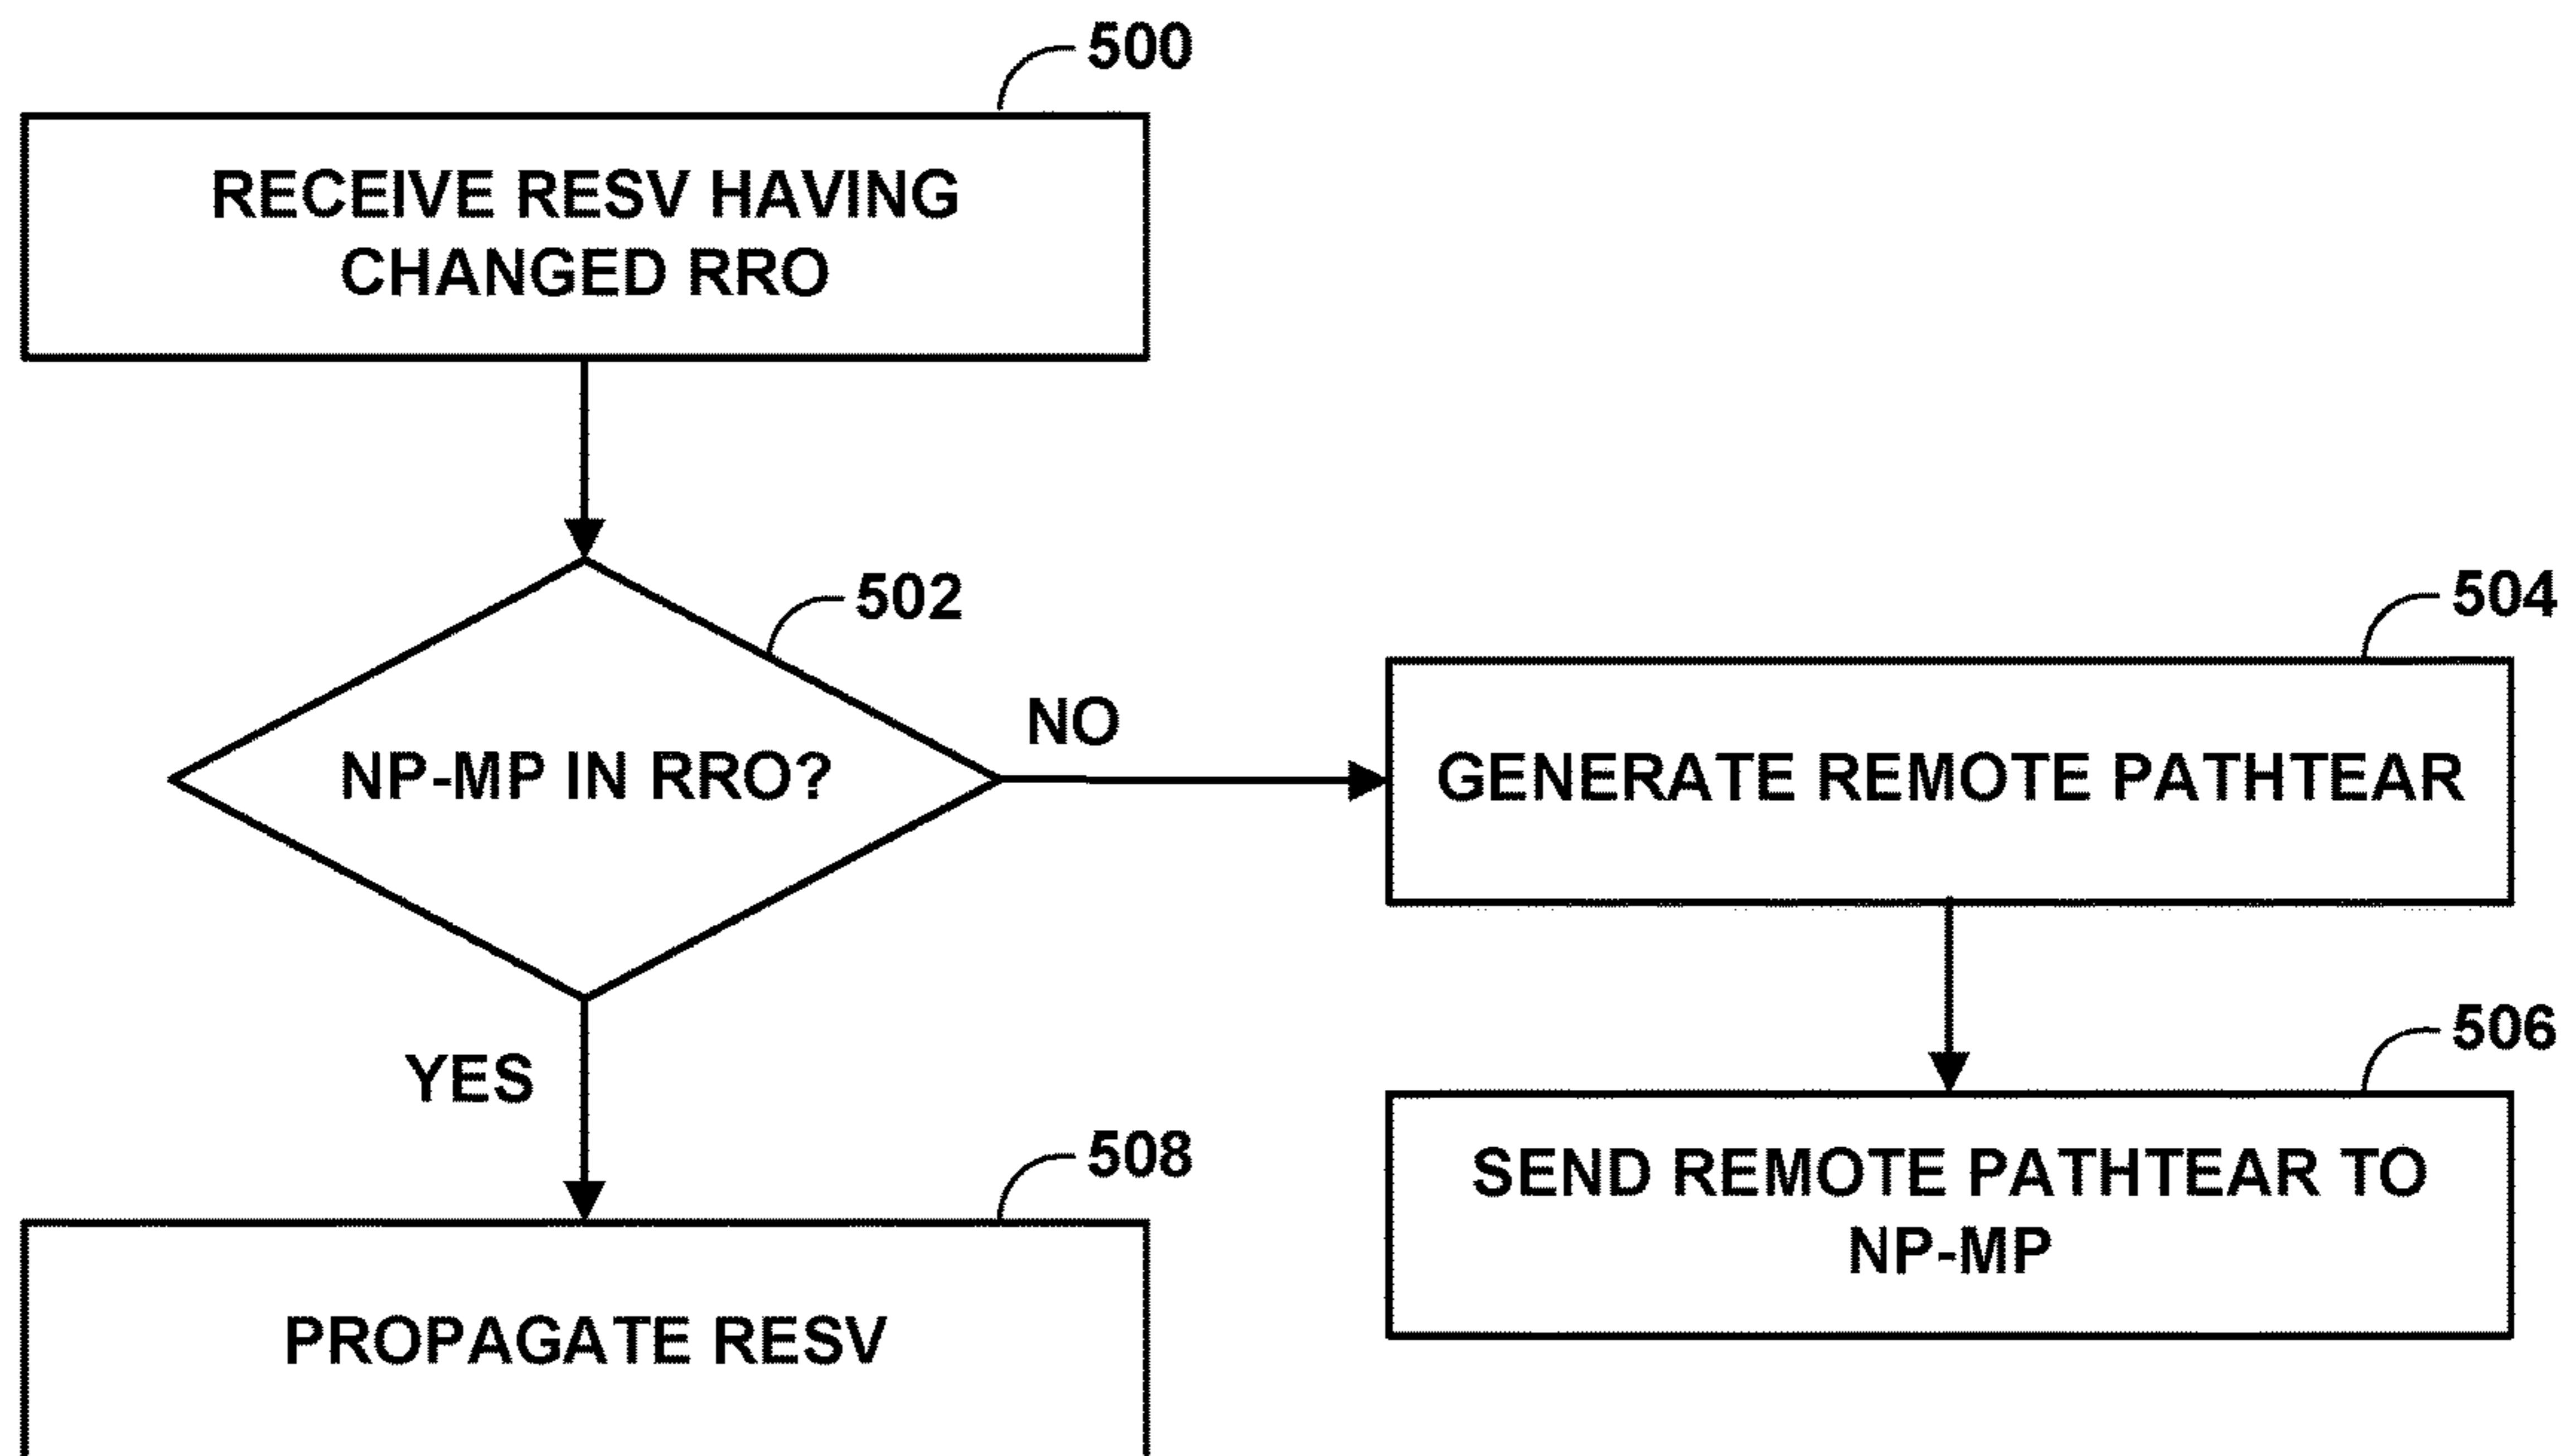 500
RECEIVE RESV HAVING
CHANGED RRO
502
NP-MP IN RRO?
NO
504
GENERATE REMOTE PATHTEAR
YES
506
SEND REMOTE PATHTEAR TO
NP-MP
508
PROPAGATE RESV